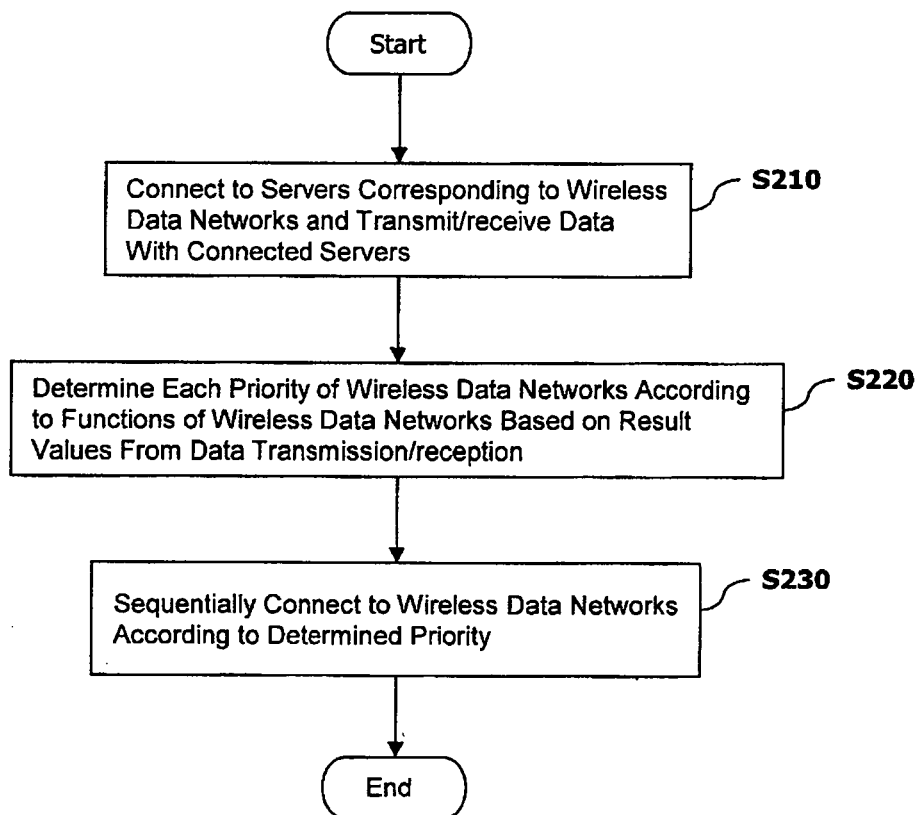 Start
Connect to Servers Corresponding to Wireless
Data Networks and Transmit/receive Data
With Connected Servers
S210
Determine Each Priority of Wireless Data Networks According
to Functions of Wireless Data Networks Based on Result
Values From Data Transmission/reception
S220
Sequentially Connect to Wireless Data Networks
According to Determined Priority
S230
End